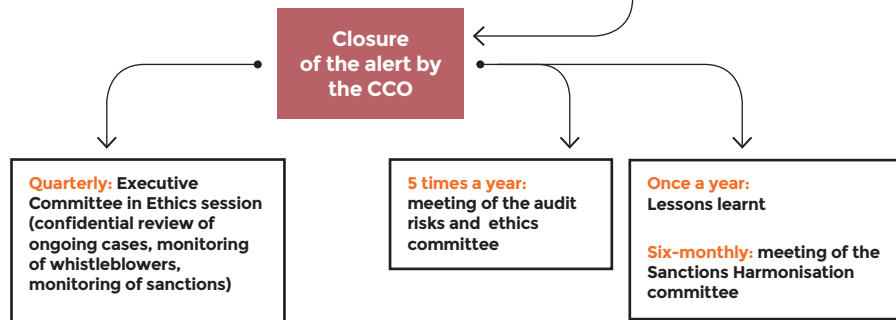 Closure
of the alert by
the CCO
Quarterly: Executive
Committee in Ethics session
(confidential review of
ongoing cases, monitoring
of whistleblowers,
monitoring of sanctions)
5 times a year:
meeting of the audit
risks and ethics
committee
Once a year:
Lessons learnt
Six-monthly: meeting of the
Sanctions Harmonisation
committee